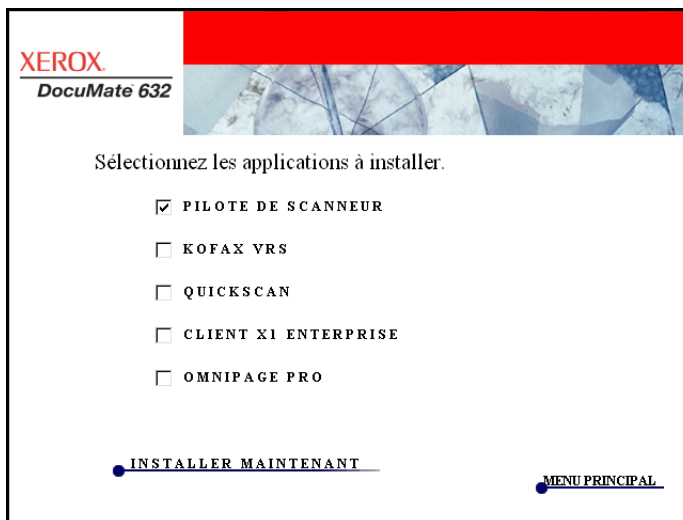 XEROX.
DocuMate 632
Sélectionnez les applications à installer.
PILOTE DE SCANNEUR
KOFAX VRS
QUICKSCAN
CLIENT X1 ENTERPRISE
OMNIPAGE PRO
INSTALLER MAINTENANT
MENU PRINCIPAL